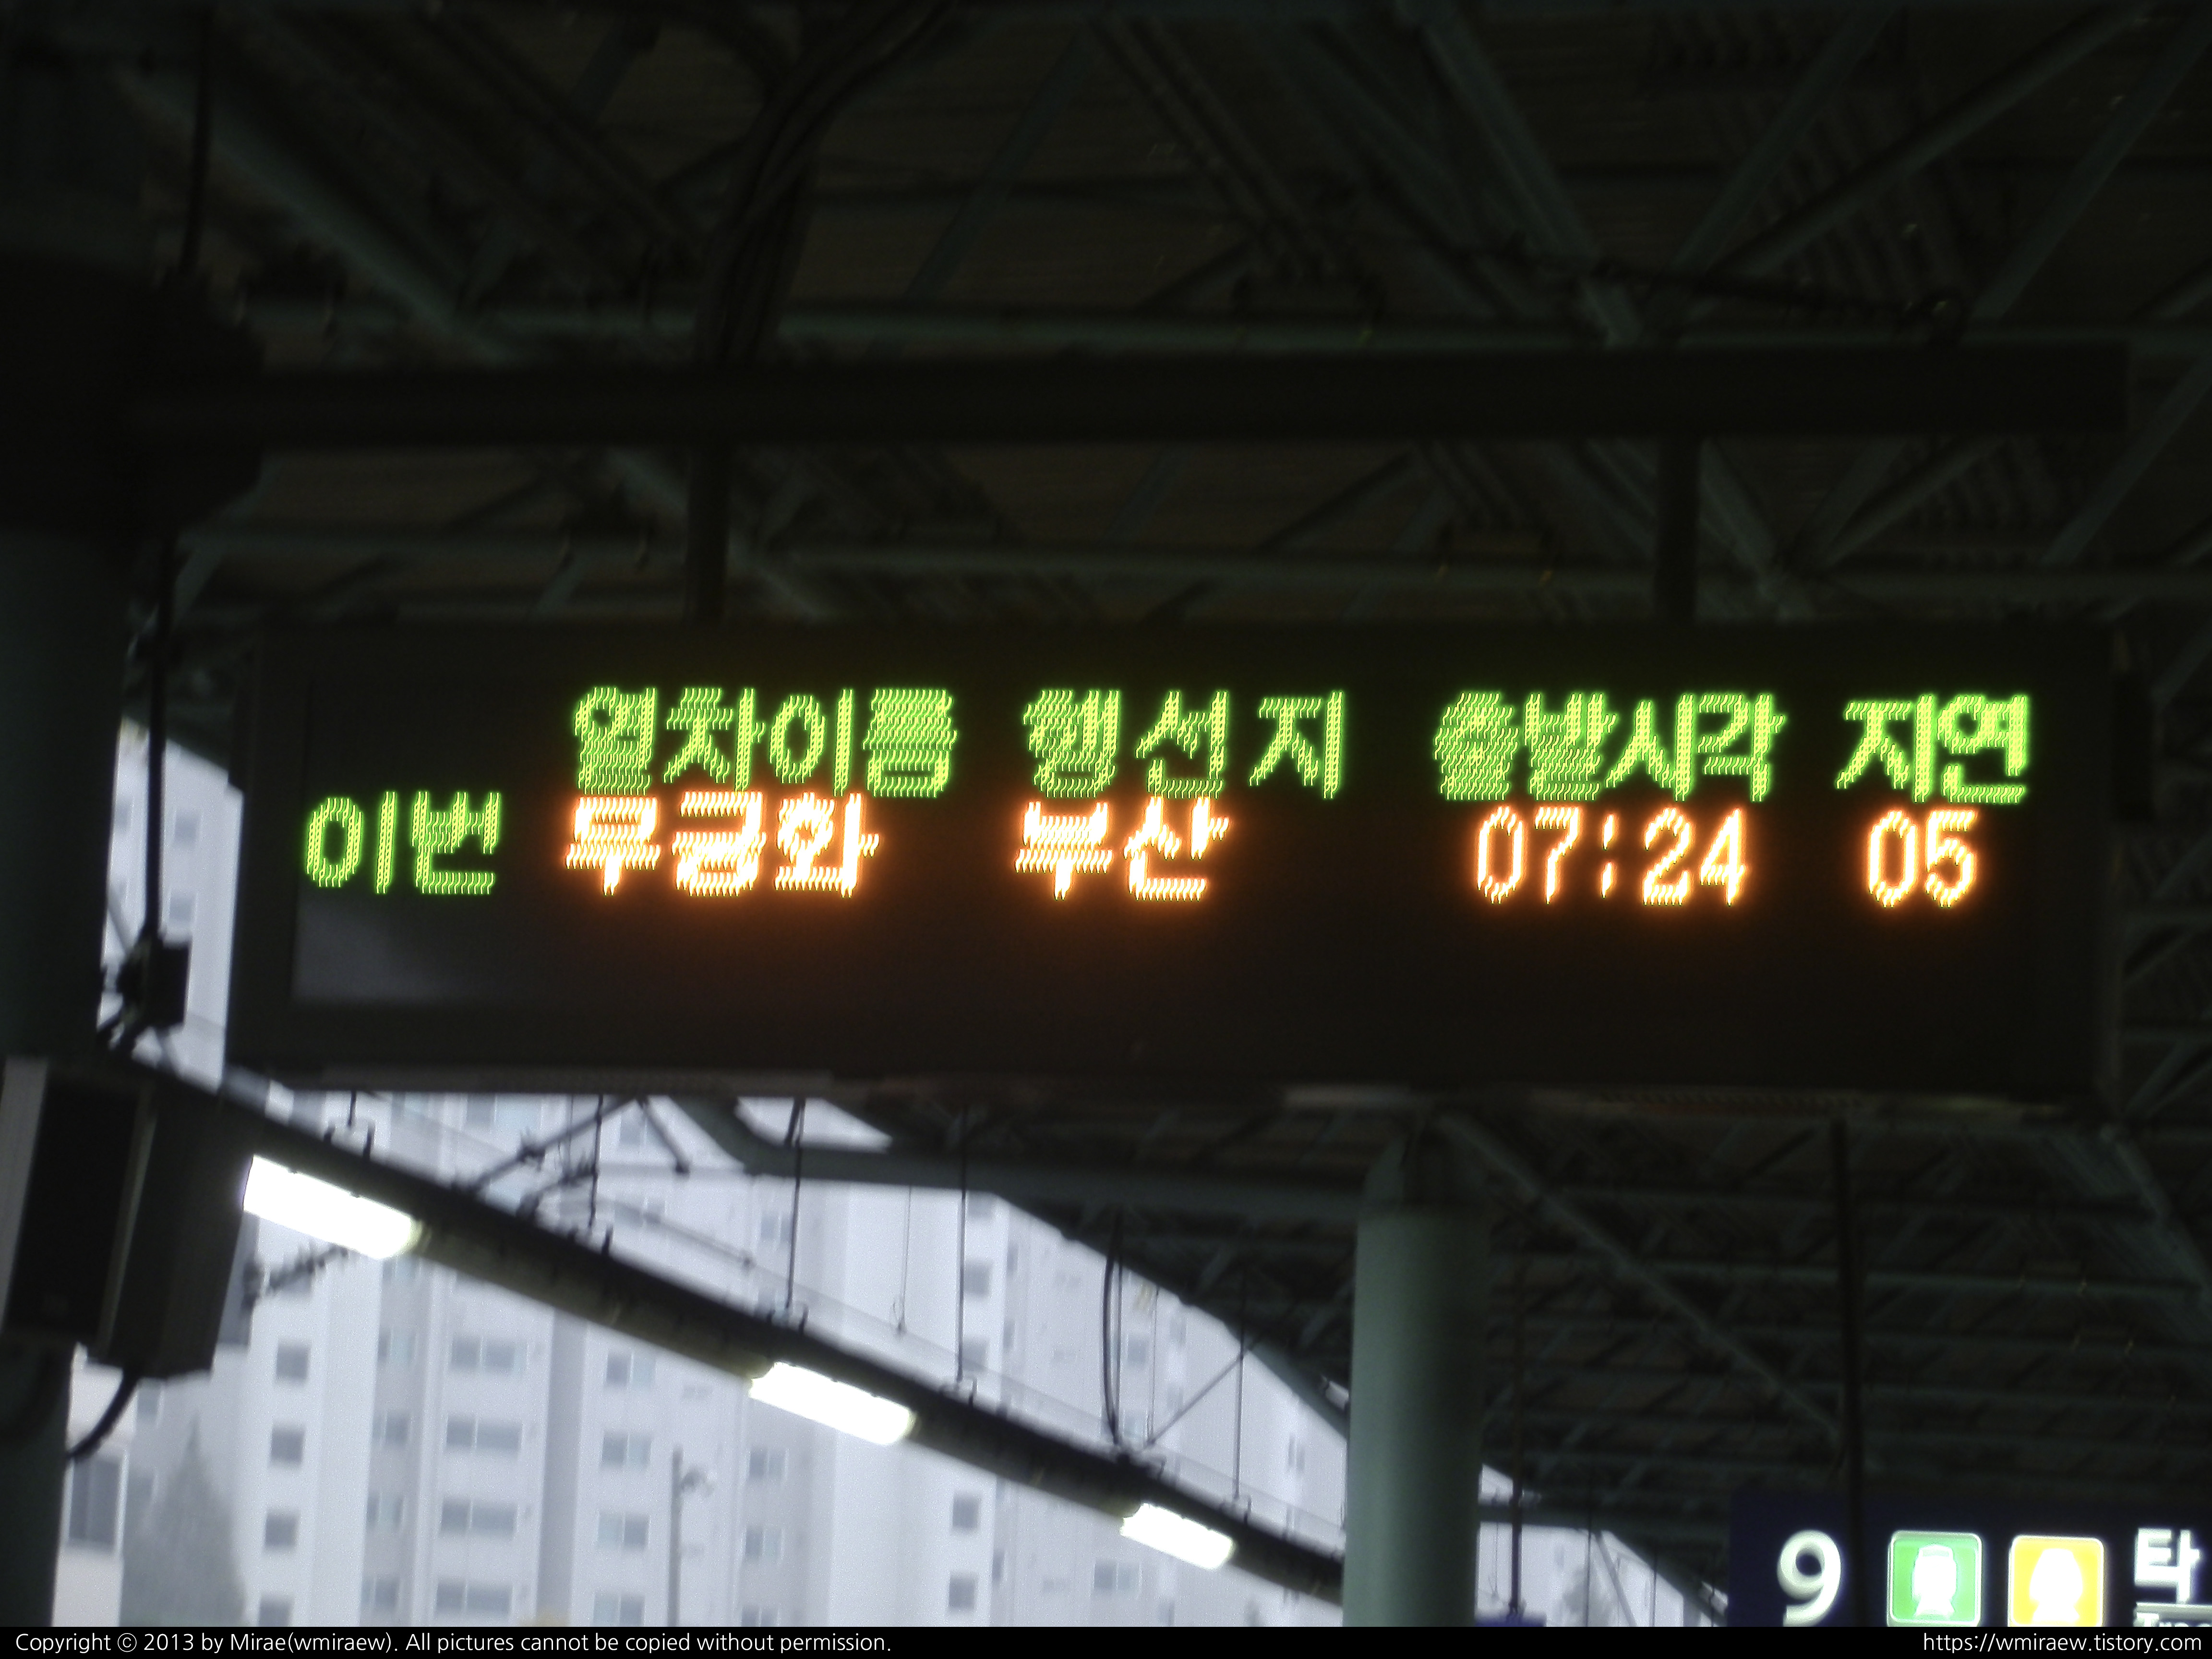 열차이름 행선지 출발시각 지연
이번 무궁화 부산 07:24 05
9 타
Copyright ⓒ 2013 by Mirae(wmiraew). All pictures cannot be copied without permission.
https://wmiraew.tistory.com